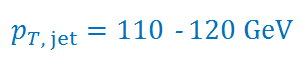 p_{T, jet} = 110 - 120 GeV